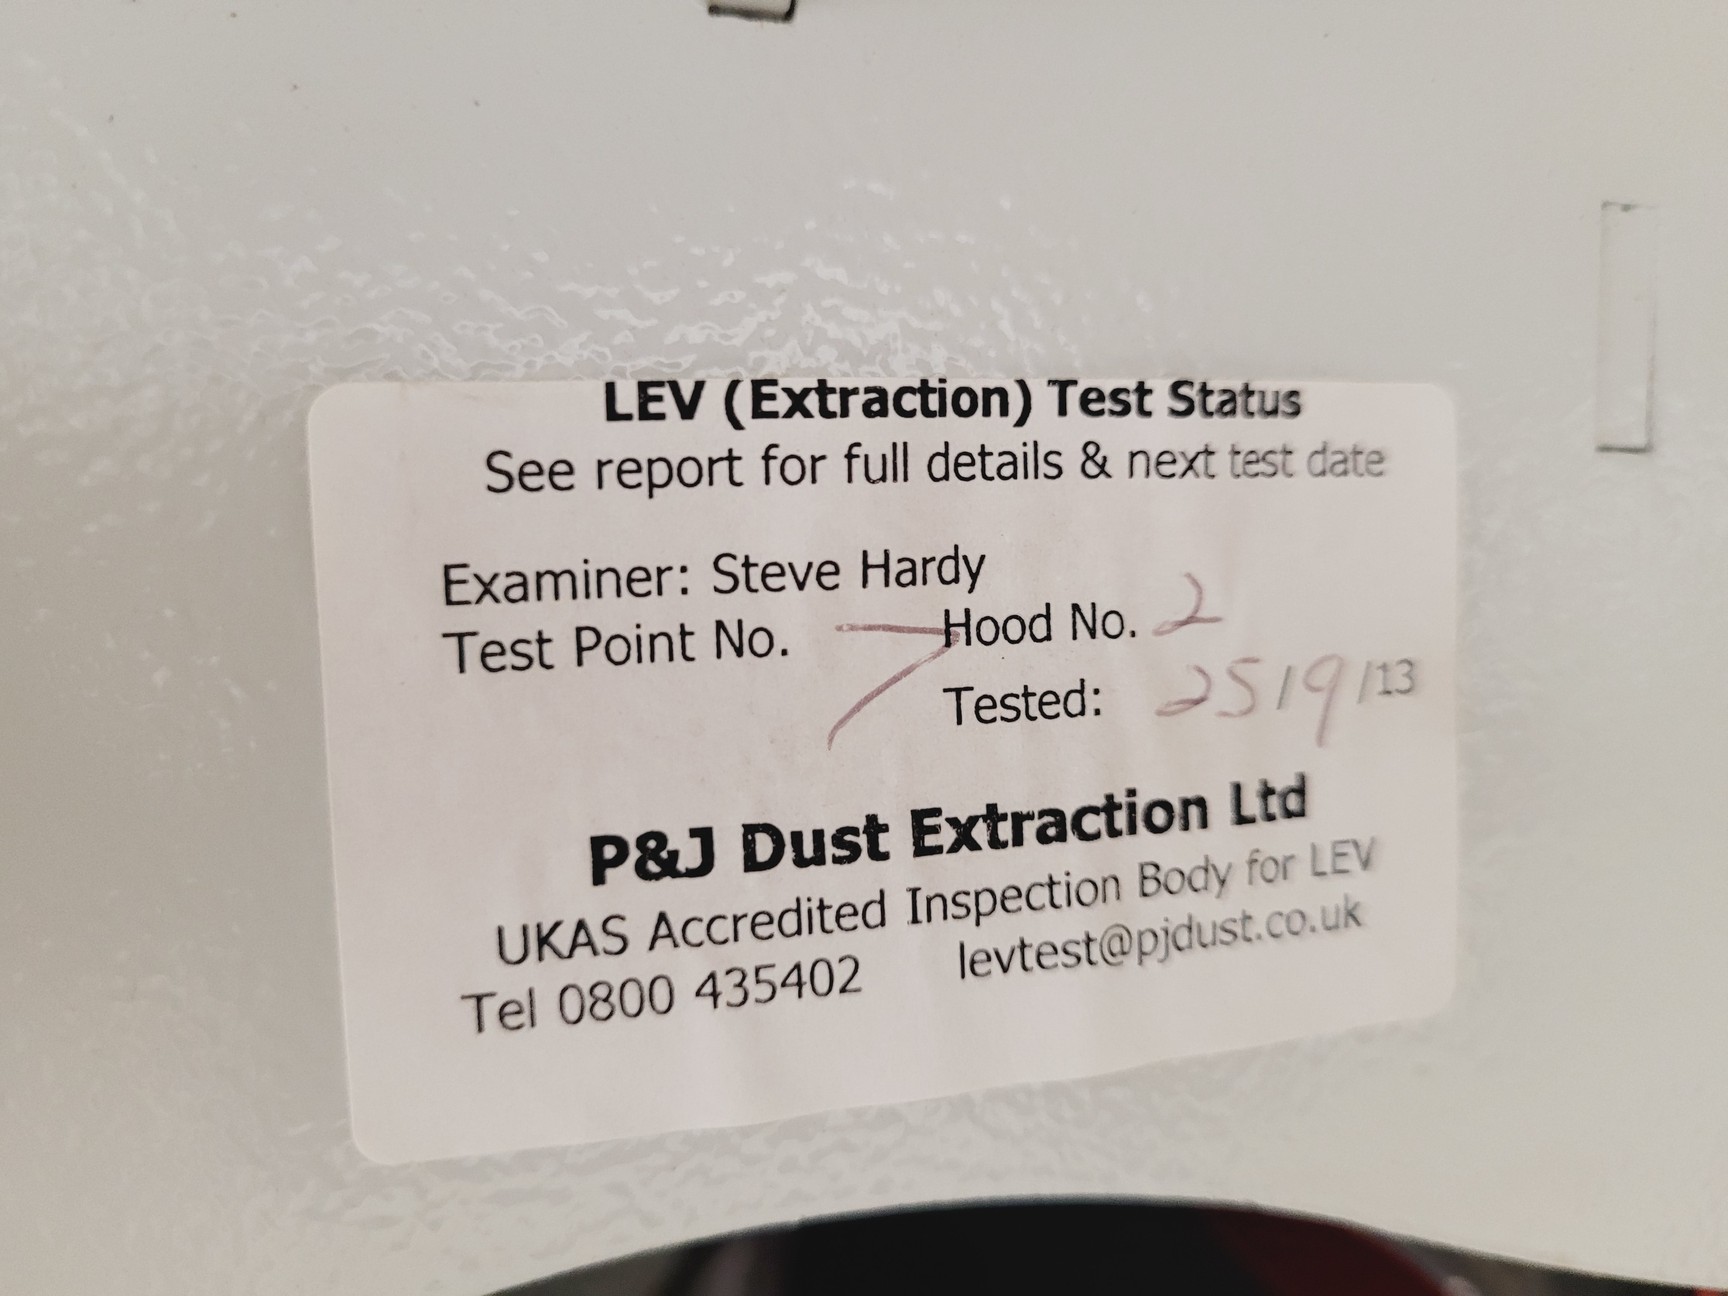 LEV (Extraction) Test Status
See report for full details & next test date
Examiner: Steve Hardy
Test Point No. 7 Hood No. 2
Tested: 25/9/13
P&J Dust Extraction Ltd
UKAS Accredited Inspection Body for LEV
Tel 0800 435402 levtest@pjdust.co.uk